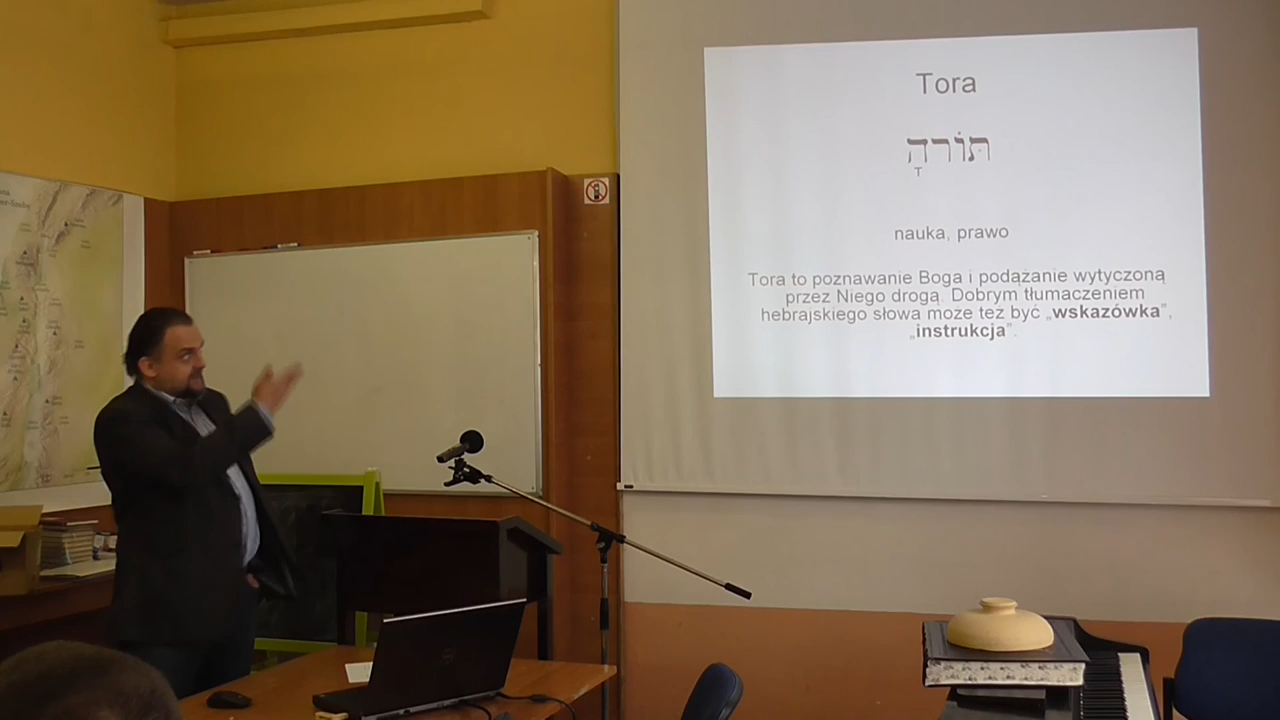 Tora
תּוֹרהָ
nauka, prawo
Tora to poznawanie Boga i podążanie wytyczoną
przez Niego drogą. Dobrym tłumaczeniem
hebrajskiego słowa może też być „wskazówka”,
„instrukcja”.